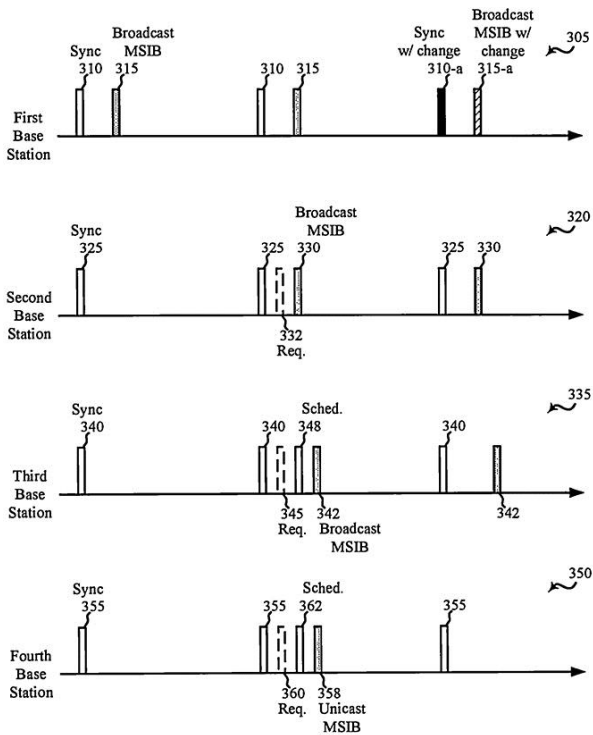 Sync
310
Broadcast
MSIB
315
310
315
Sync
w/ change
310-a
Broadcast
MSIB w/
change
315-a
305
First
Base
Station
Sync
325
325
Broadcast
MSIB
330
325
330
320
Second
Base
Station
332
Req.
Sync
340
340
Sched.
348
340
335
Third
Base
Station
345
Req.
342
Broadcast
MSIB
342
Sync
355
355
Sched.
362
355
350
Fourth
Base
Station
360
Req.
358
Unicast
MSIB